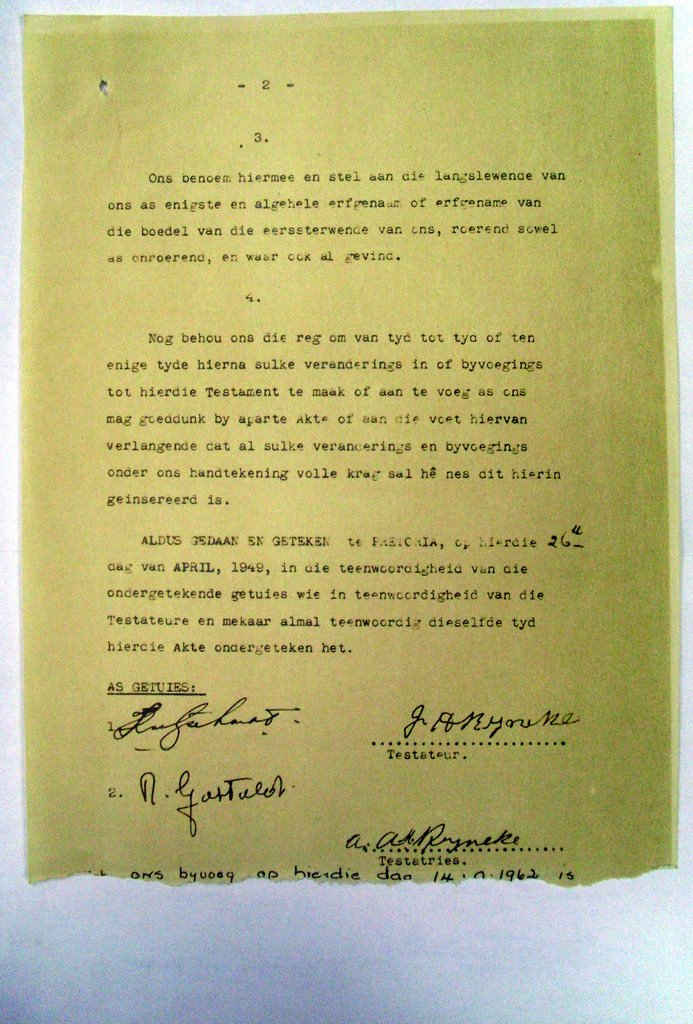 - 2 -
3.
Ons benoem hiermee en stel aan die langslewende van
ons as enigste en algehele erfgenaam of erfgename van
die boedel van die eerssterwende van ons, roerend sowel
as onroerend, en waar ook al gevind.
4.
Nog behou ons die reg om van tyd tot tyd of ten
enige tyde hierna sulke veranderings in of byvoegings
tot hierdie Testament te maak of aan te voeg as ons
mag goeddunk by aparte Akte of aan die voet hiervan
verlangende dat al sulke veranderings en byvoegings
onder ons handtekening volle krag sal hê nes dit hierin
geinsereerd is.
ALDUS GEDAAN EN GETEKEN te PRETORIA, op hierdie 26
dag van APRIL, 1949, in die teenwoordigheid van die
ondergetekende getuies wie in teenwoordigheid van die
Testateure en mekaar almal teenwoordig dieselfde tyd
hierdie Akte ondergeteken het.
AS GETUIES:
1.
Ryneke
Testateur.
2.
Ryneke
Testatries.
ons byvoeg op hierdie dag 14 1962 is